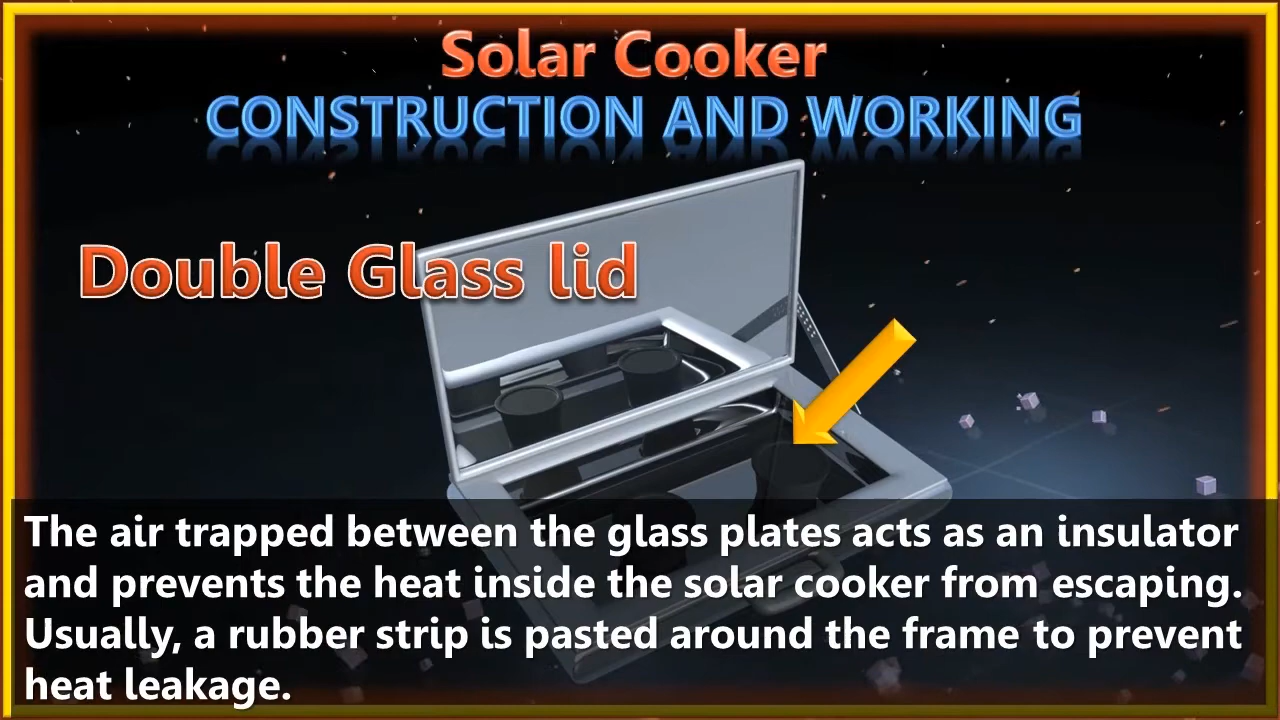 Solar Cooker
CONSTRUCTION AND WORKING
Double Glass lid
The air trapped between the glass plates acts as an insulator
and prevents the heat inside the solar cooker from escaping.
Usually, a rubber strip is pasted around the frame to prevent
heat leakage.